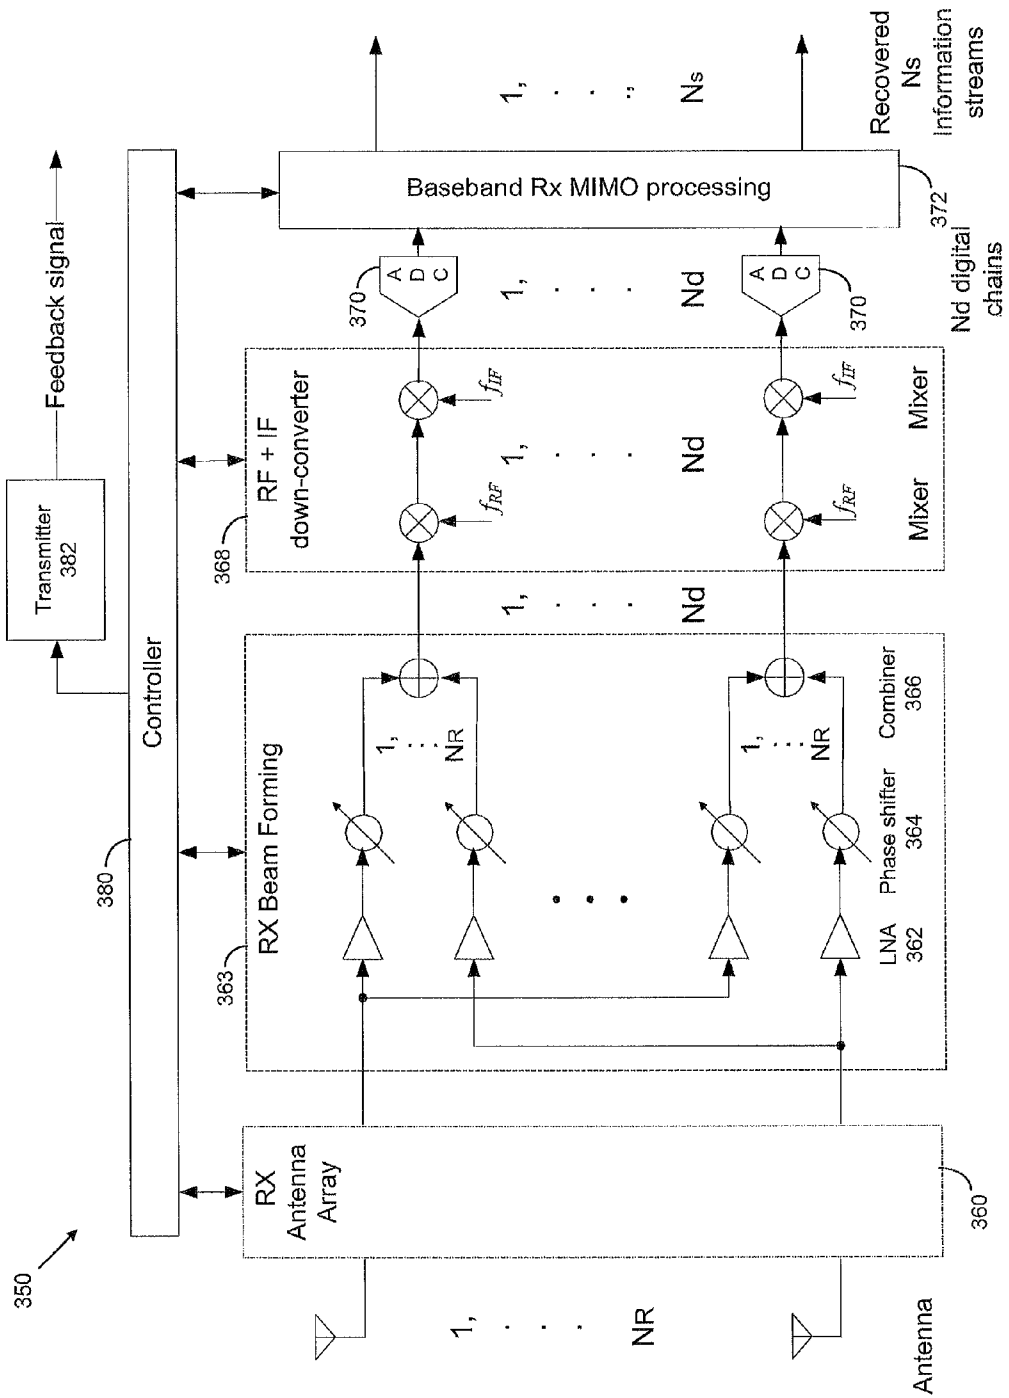 350
380
Controller
Transmitter
382
Feedback signal
Antenna
1,
. . .
NR
RX
Antenna
Array
360
363
RX Beam Forming
LNA
362
Phase shifter
364
1,
.....
NR
1,
.....
NR
Combiner
366
1,
. . .
Nd
368
RF + IF
down-converter
fRF
fIF
1,
. . .
Nd
fRF
fIF
Mixer
Mixer
370
A
D
C
1,
. . .
Nd
A
D
C
370
Nd digital
chains
Baseband Rx MIMO processing
372
1,
. . .,
Ns
Recovered
Ns
Information
streams